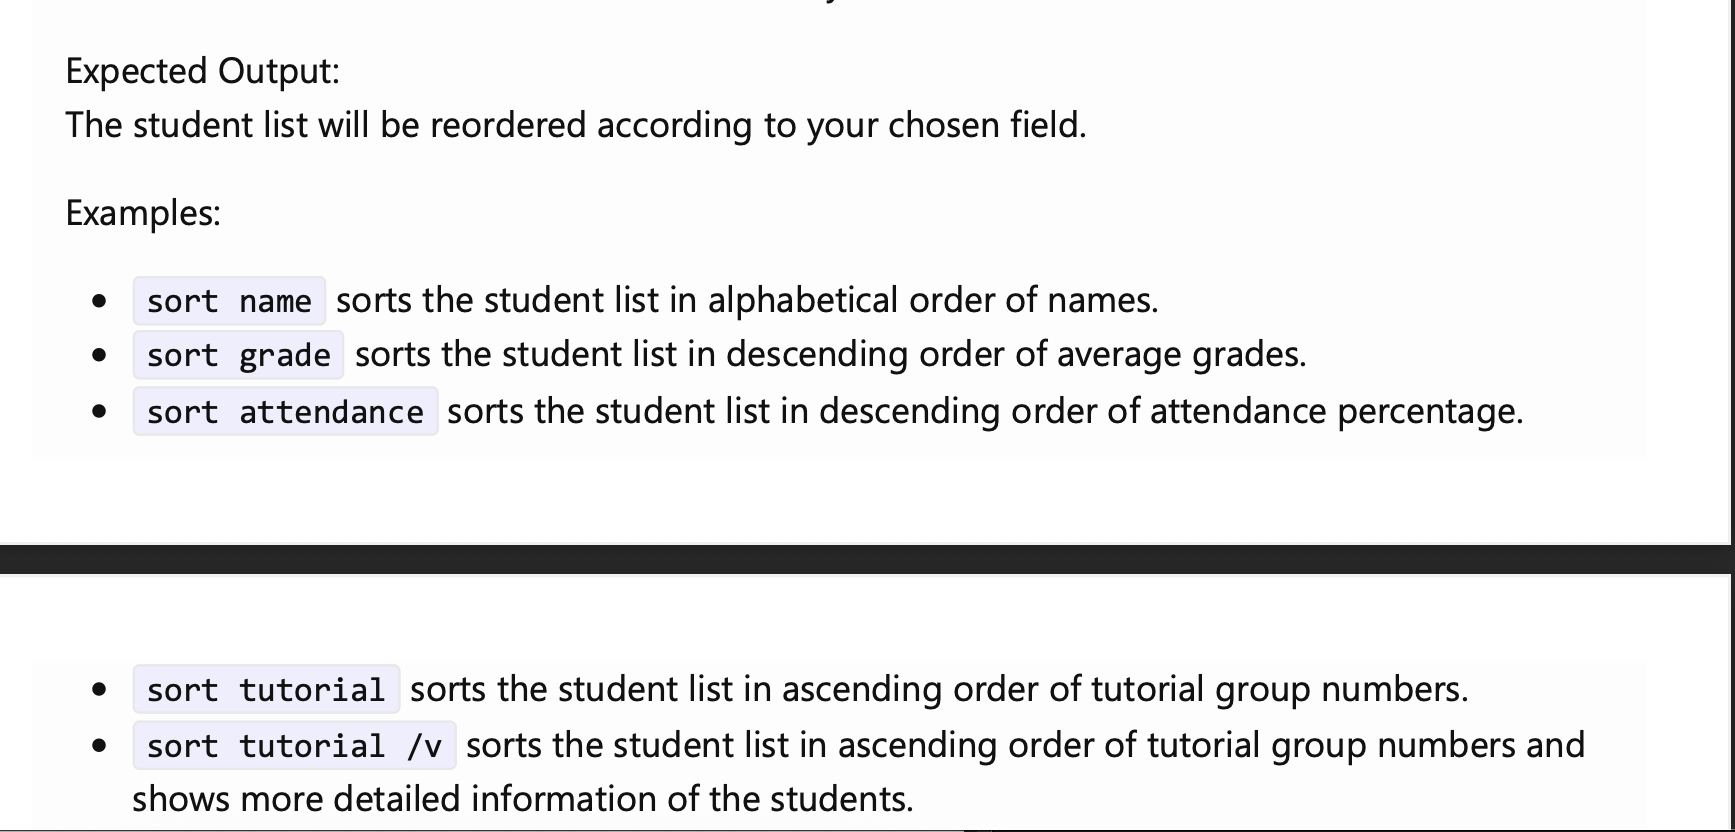 Expected Output:
The student list will be reordered according to your chosen field.
Examples:
• sort name sorts the student list in alphabetical order of names.
• sort grade sorts the student list in descending order of average grades.
• sort attendance sorts the student list in descending order of attendance percentage.
• sort tutorial sorts the student list in ascending order of tutorial group numbers.
• sort tutorial /v sorts the student list in ascending order of tutorial group numbers and
shows more detailed information of the students.